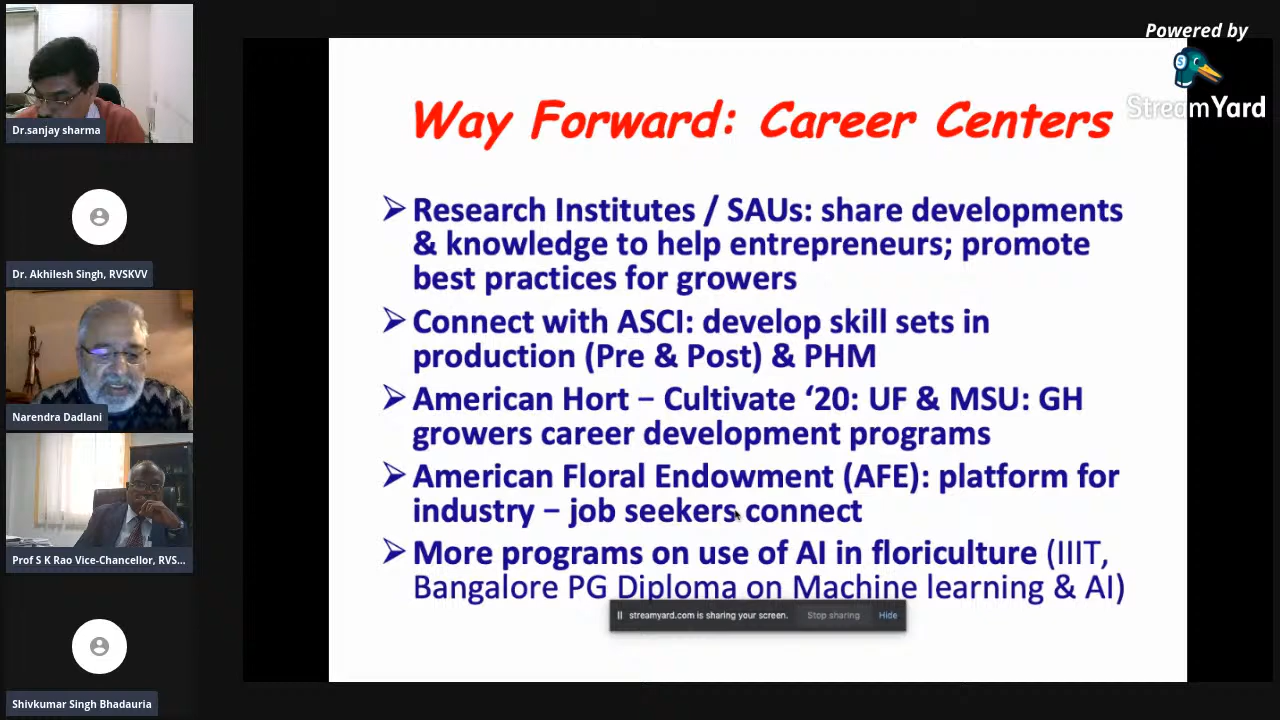 Powered by
StreamYard
Dr.sanjay sharma
Dr. Akhilesh Singh, RVSKVV
Narendra Dadlani
Prof S K Rao Vice-Chancellor, RVS...
Shivkumar Singh Bhadauria
Way Forward: Career Centers
➢ Research Institutes / SAUs: share developments
& knowledge to help entrepreneurs; promote
best practices for growers
➢ Connect with ASCI: develop skill sets in
production (Pre & Post) & PHM
➢ American Hort – Cultivate ‘20: UF & MSU: GH
growers career development programs
➢ American Floral Endowment (AFE): platform for
industry – job seekers connect
➢ More programs on use of AI in floriculture (IIIT,
Bangalore PG Diploma on Machine learning & AI)
streamyard.com is sharing your screen. Stop sharing Hide